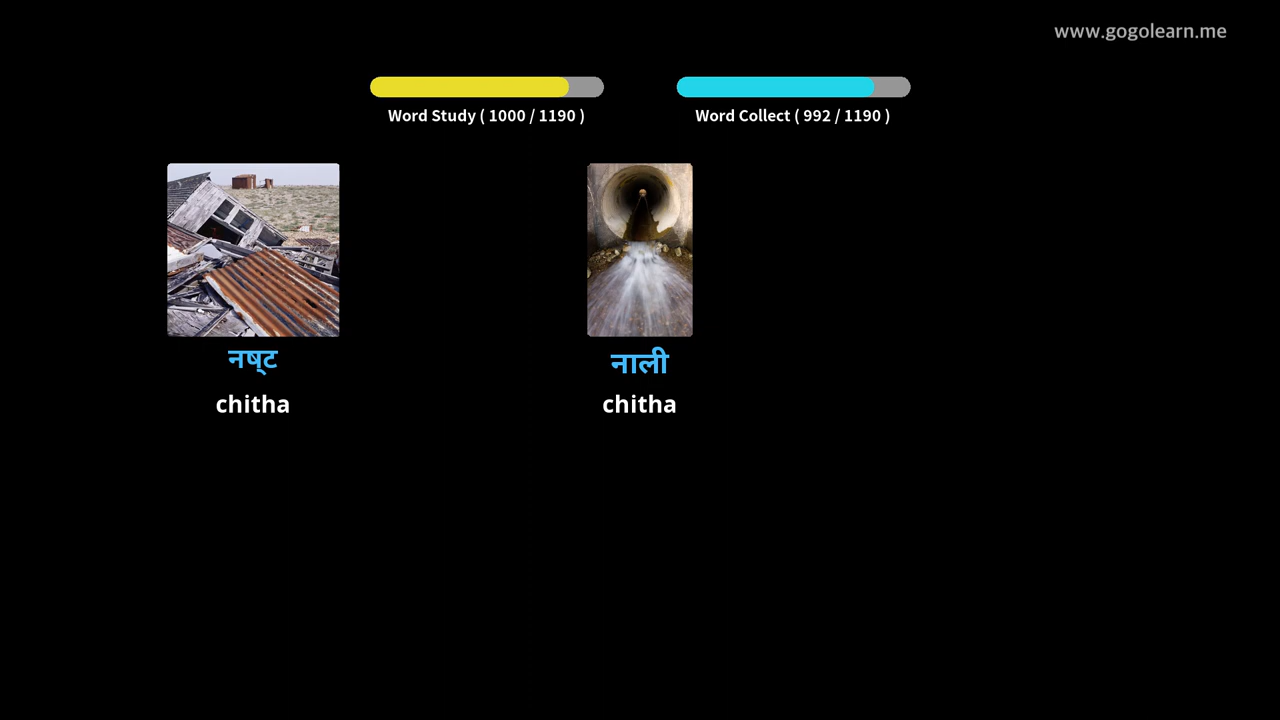 www.gogolearn.me
Word Study ( 1000 / 1190 )
Word Collect ( 992 / 1190 )
नष्ट
नाली
chitha
chitha